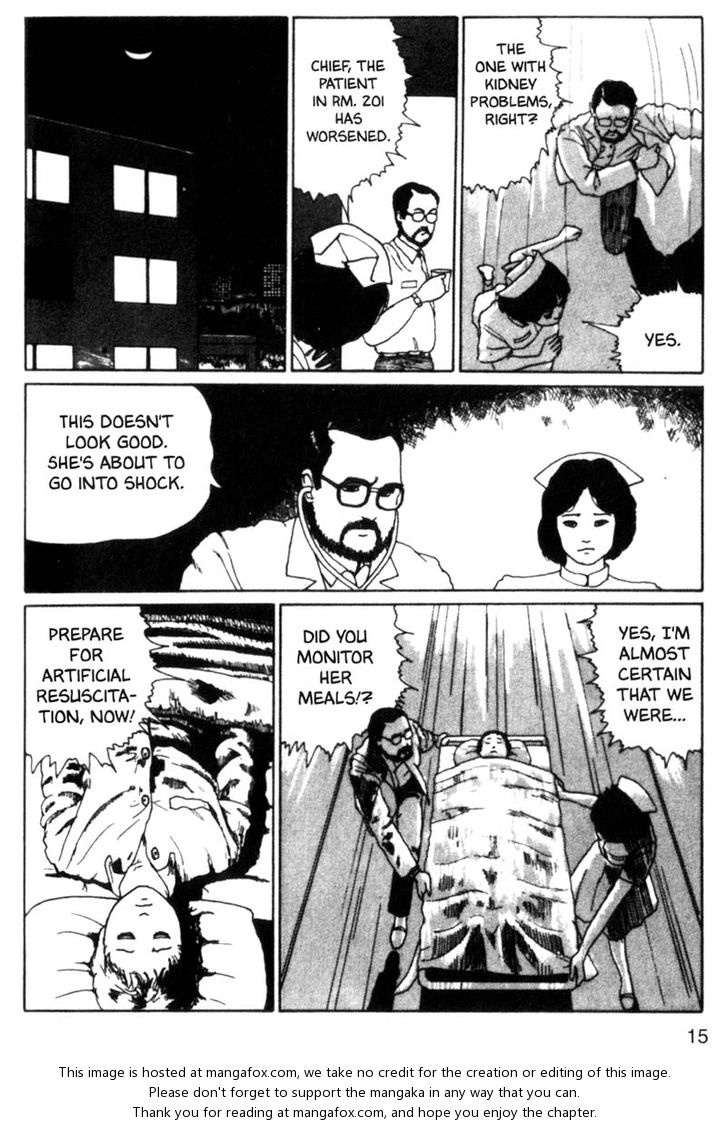 CHIEF, THE
PATIENT
IN RM. 201
HAS
WORSENED.
THE
ONE WITH
KIDNEY
PROBLEMS,
RIGHT?
YES.
THIS DOESN'T
LOOK GOOD.
SHE'S ABOUT TO
GO INTO SHOCK.
PREPARE
FOR
ARTIFICIAL
RESUSCITA-
TION, NOW!
DID YOU
MONITOR
HER
MEALS!?
YES, I'M
ALMOST
CERTAIN
THAT WE
WERE...
15
This image is hosted at mangafox.com, we take no credit for the creation or editing of this image.
Please don't forget to support the mangaka in any way that you can.
Thank you for reading at mangafox.com, and hope you enjoy the chapter.